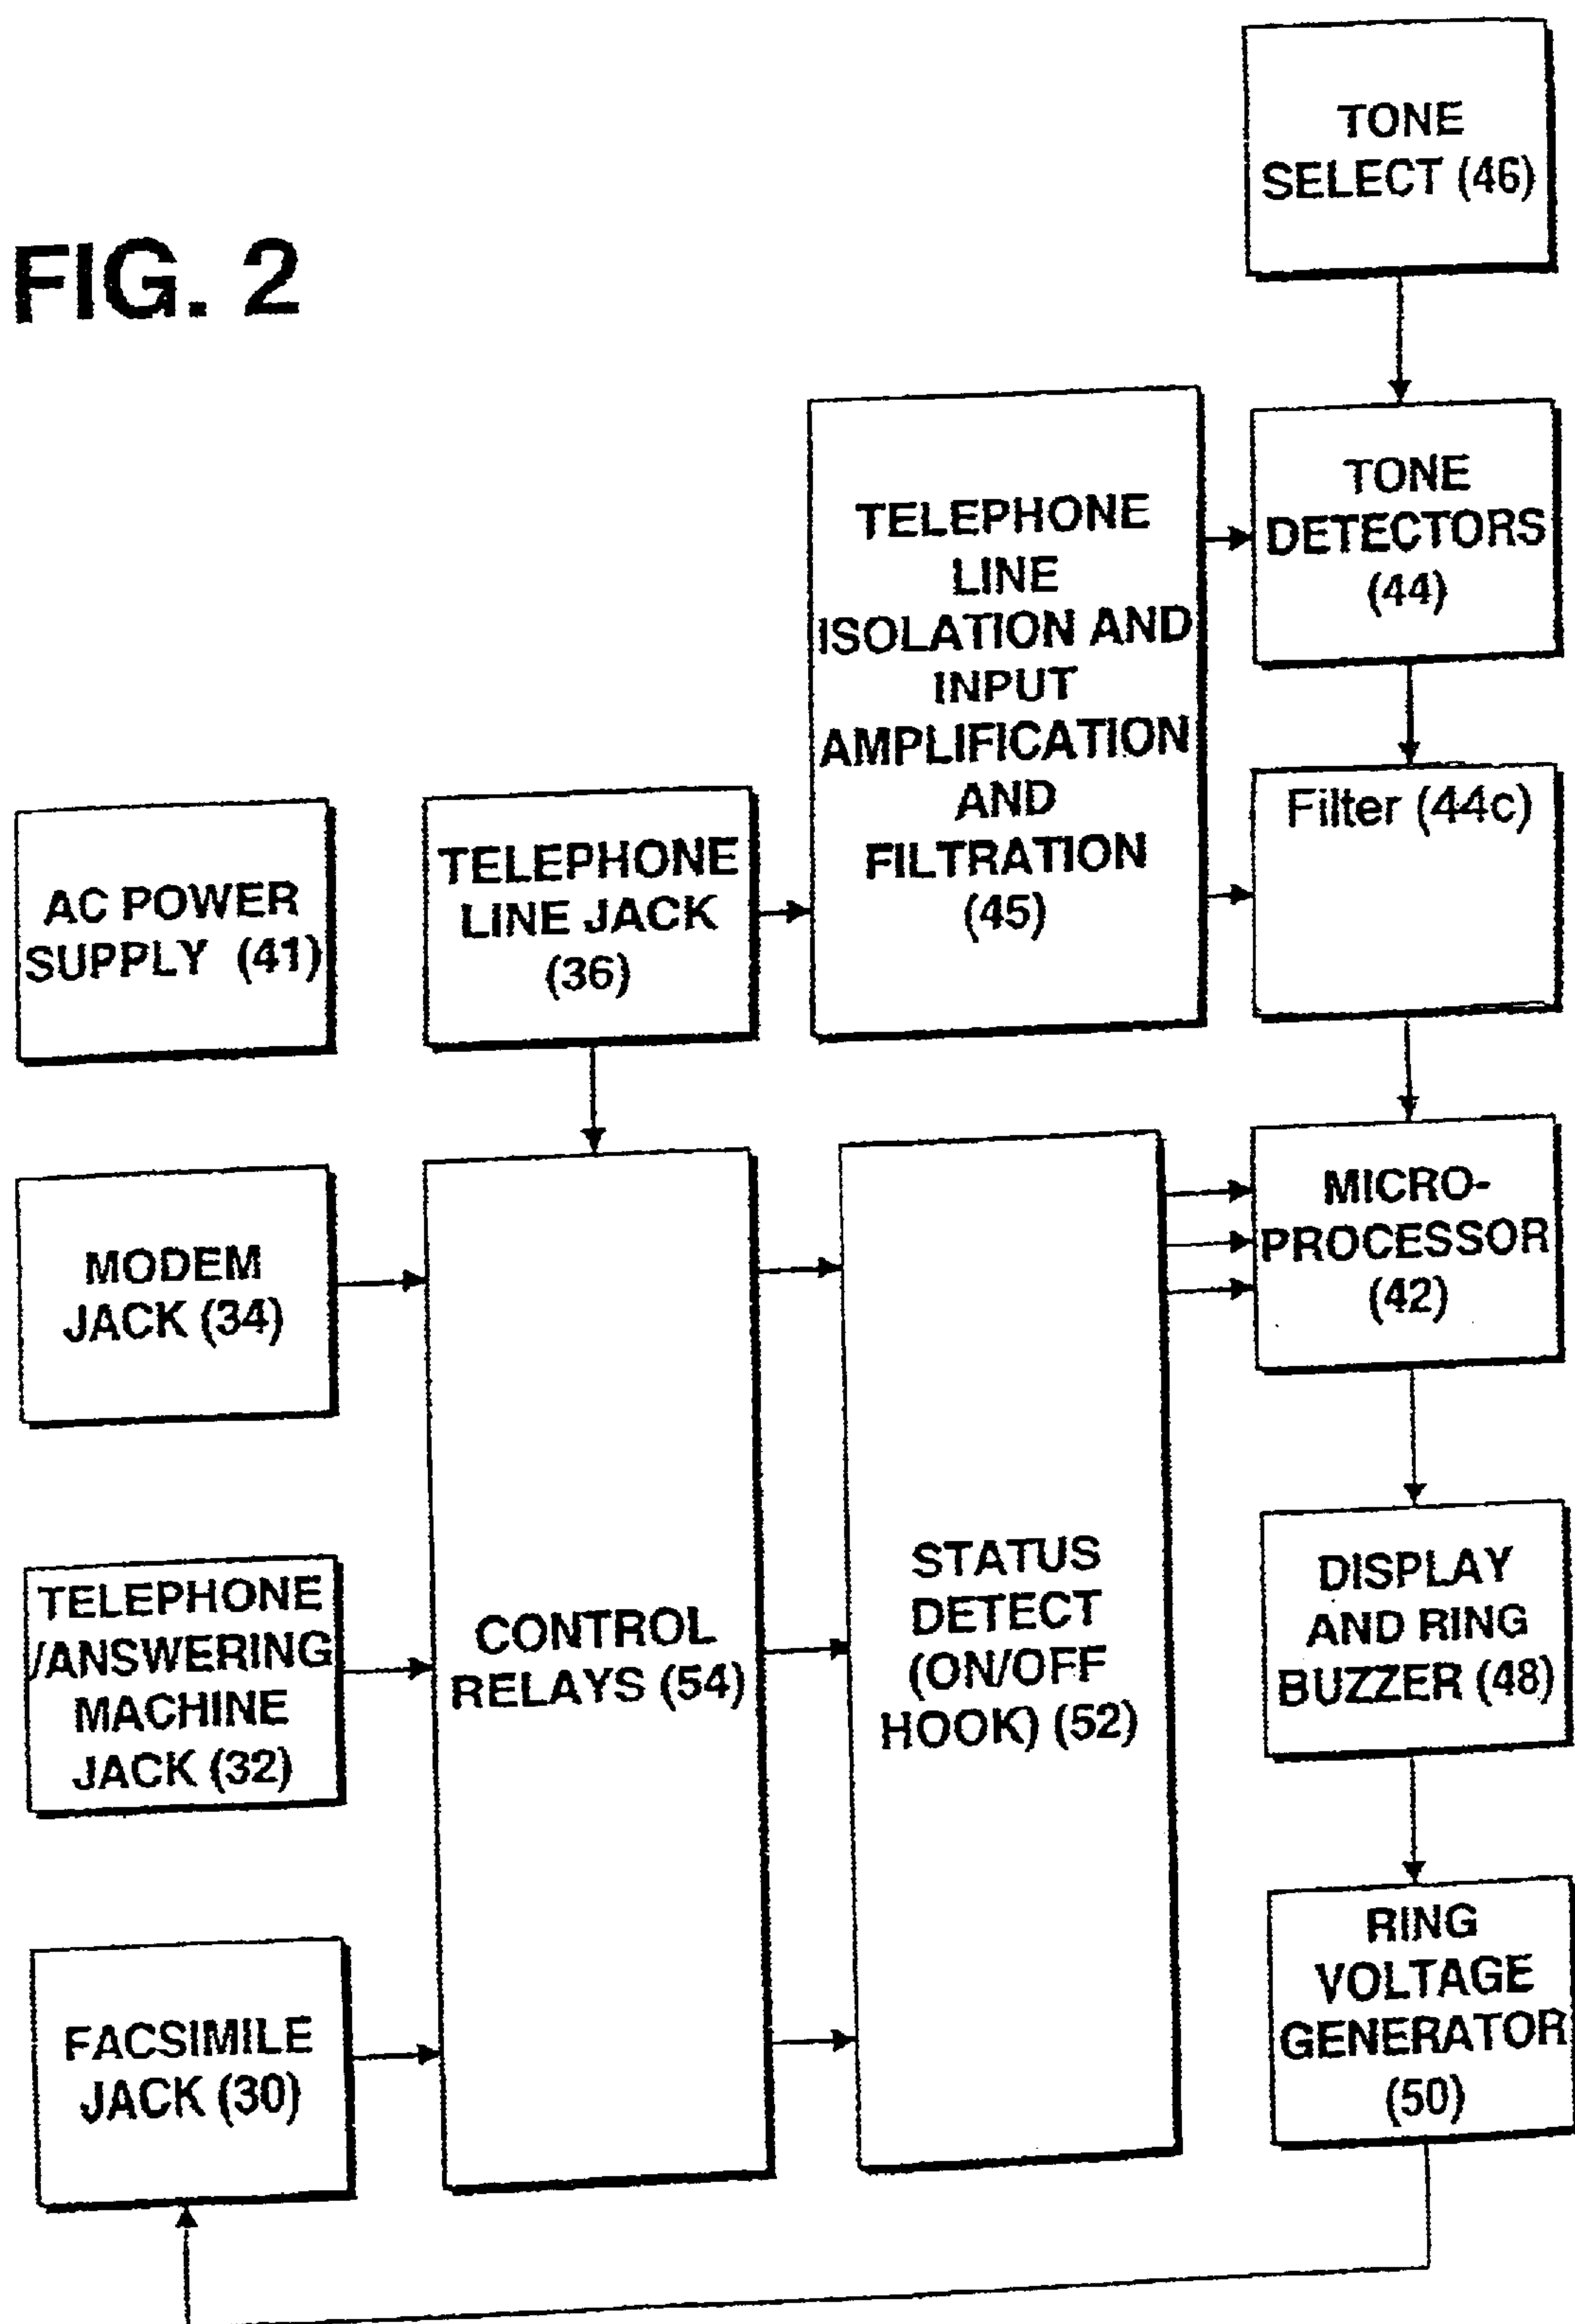 TONE
SELECT (46)
FIG. 2
TELEPHONE
LINE
ISOLATION AND
INPUT
AMPLIFICATION
AND
FILTRATION
(45)
TONE
DETECTORS
(44)
Filter (44c)
AC POWER
SUPPLY (41)
TELEPHONE
LINE JACK
(36)
MODEM
JACK (34)
MICRO-
PROCESSOR
(42)
TELEPHONE
/ANSWERING
MACHINE
JACK (32)
CONTROL
RELAYS (54)
STATUS
DETECT
(ON/OFF
HOOK) (52)
DISPLAY
AND RING
BUZZER (48)
FACSIMILE
JACK (30)
RING
VOLTAGE
GENERATOR
(50)